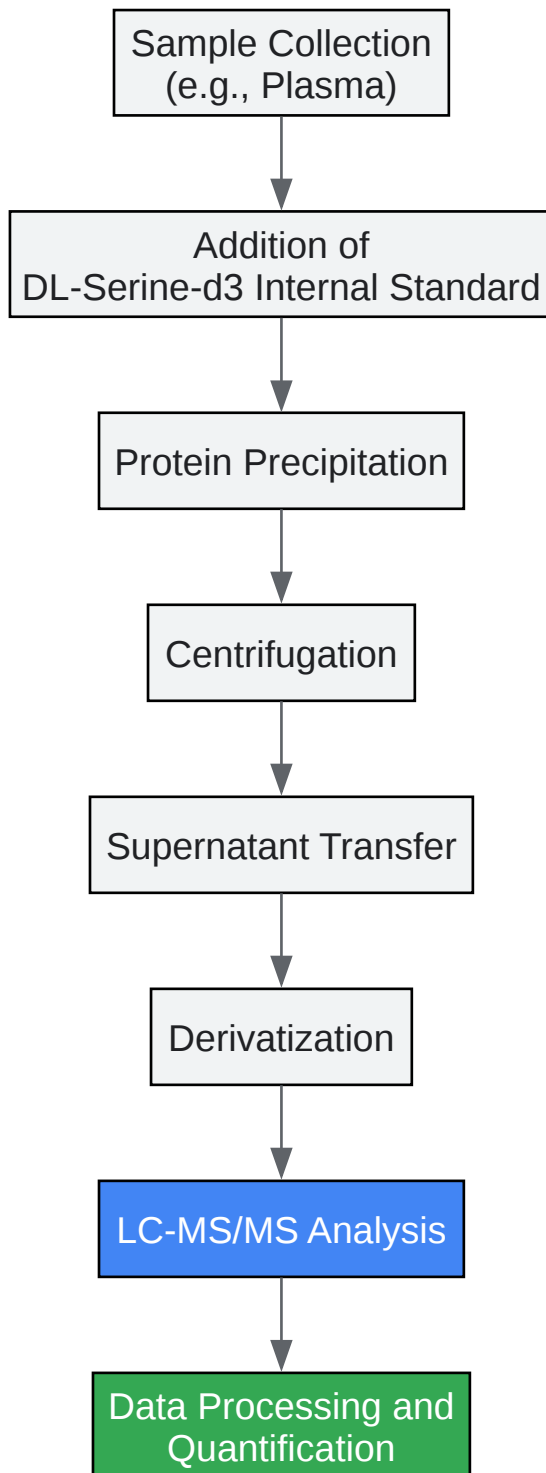 Sample Collection
(e.g., Plasma)
Addition of
DL-Serine-d3 Internal Standard
Protein Precipitation
Centrifugation
Supernatant Transfer
Derivatization
LC-MS/MS Analysis
Data Processing and
Quantification